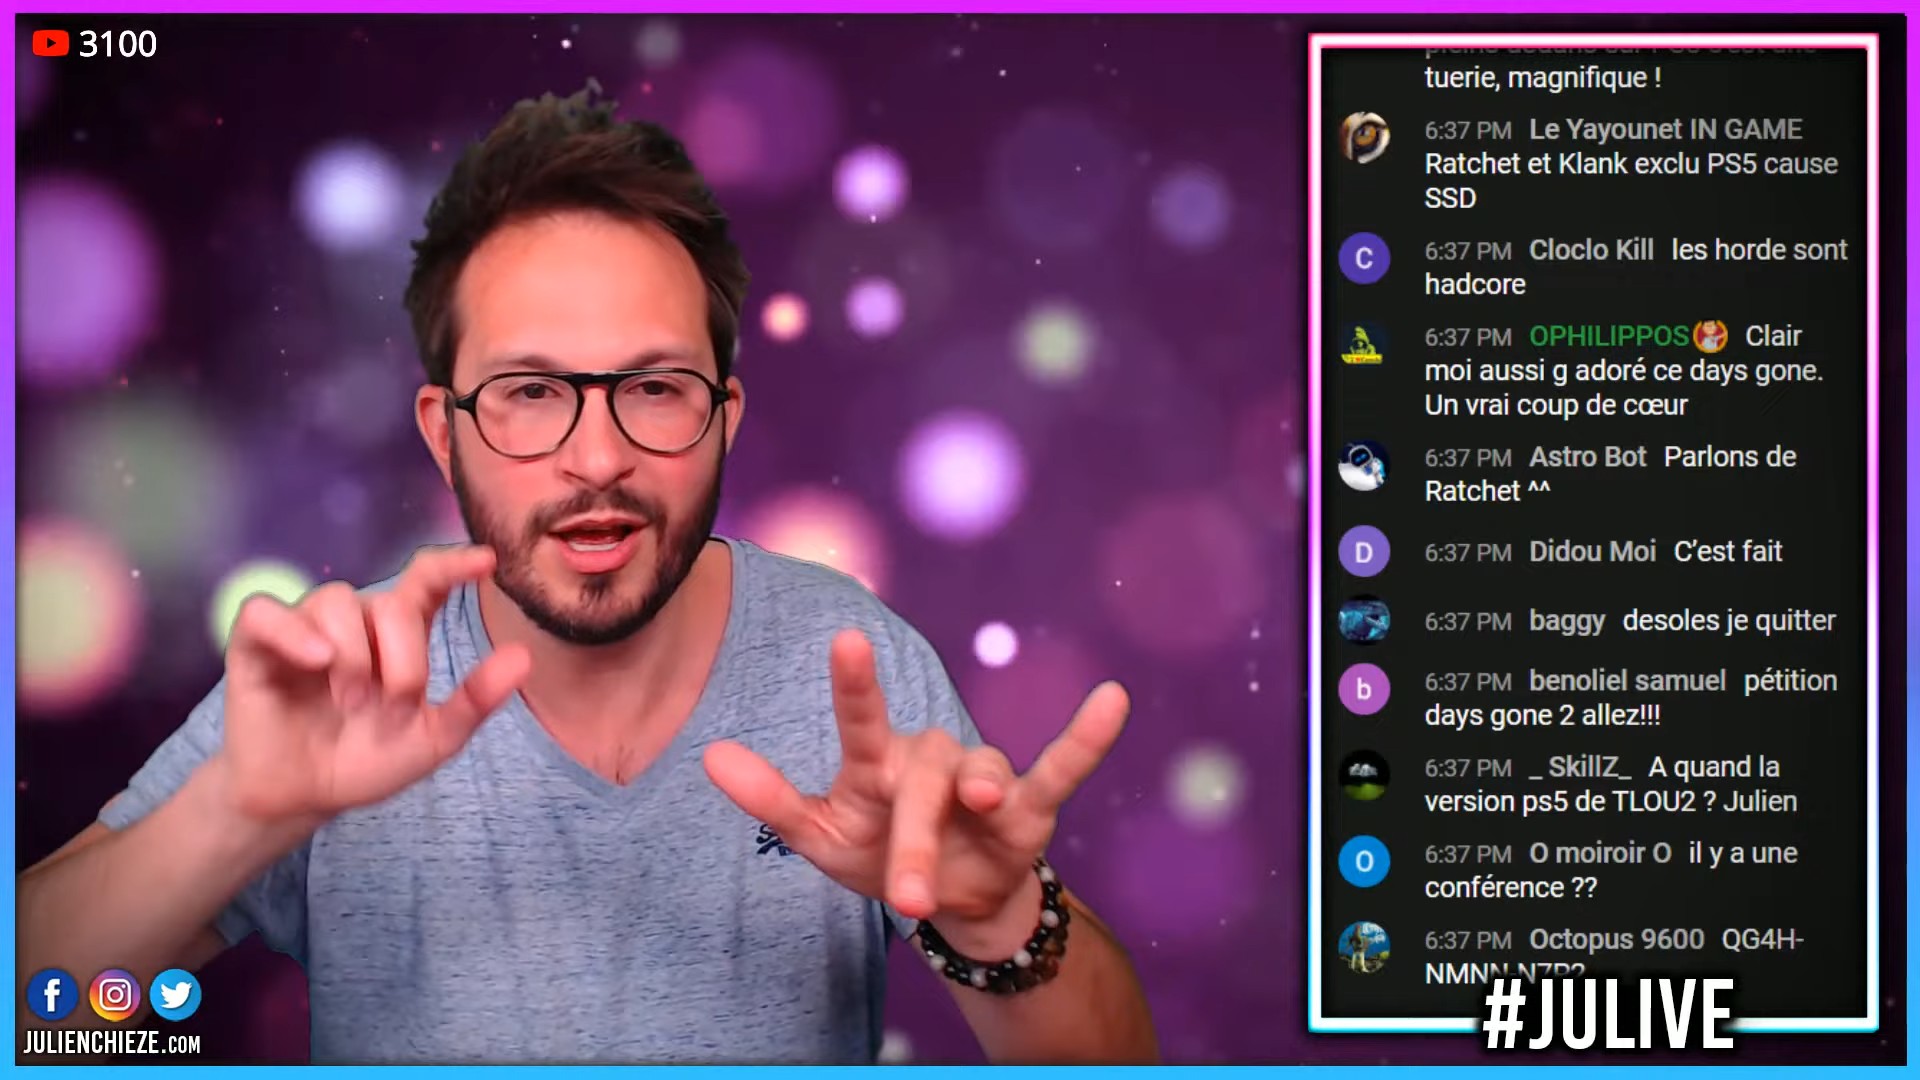 3100
tuerie, magnifique !
6:37 PM Le Yayounet IN GAME
Ratchet et Klank exclu PS5 cause
SSD
C
6:37 PM Cloclo Kill les horde sont
hadcore
6:37 PM OPHILIPPOS Clair
moi aussi g adoré ce days gone.
Un vrai coup de cœur
6:37 PM Astro Bot Parlons de
Ratchet ^^
D
6:37 PM Didou Moi C'est fait
6:37 PM baggy desoles je quitter
b
6:37 PM benoliel samuel pétition
days gone 2 allez!!!
6:37 PM _ SkillZ_ A quand la
version ps5 de TLOU2 ? Julien
O
6:37 PM O moiroir O il y a une
conférence ??
6:37 PM Octopus 9600 QG4H-
#JULIVE
JULIENCHIEZE.COM